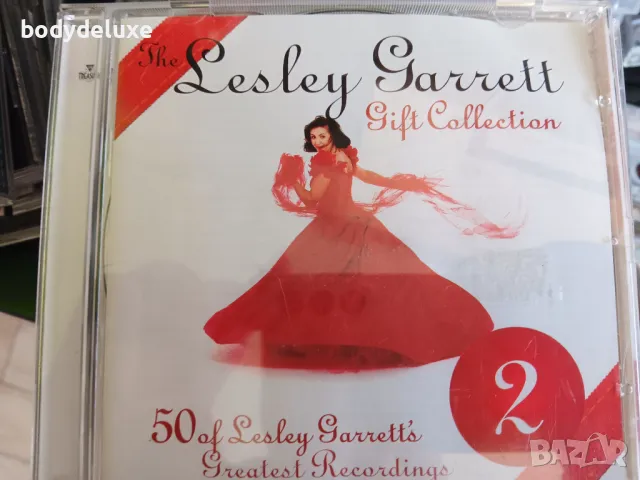 bodydeluxe
The Lesley Garrett
Gift Collection
2
50 of Lesley Garrett's
Greatest Recordings
BAZAR